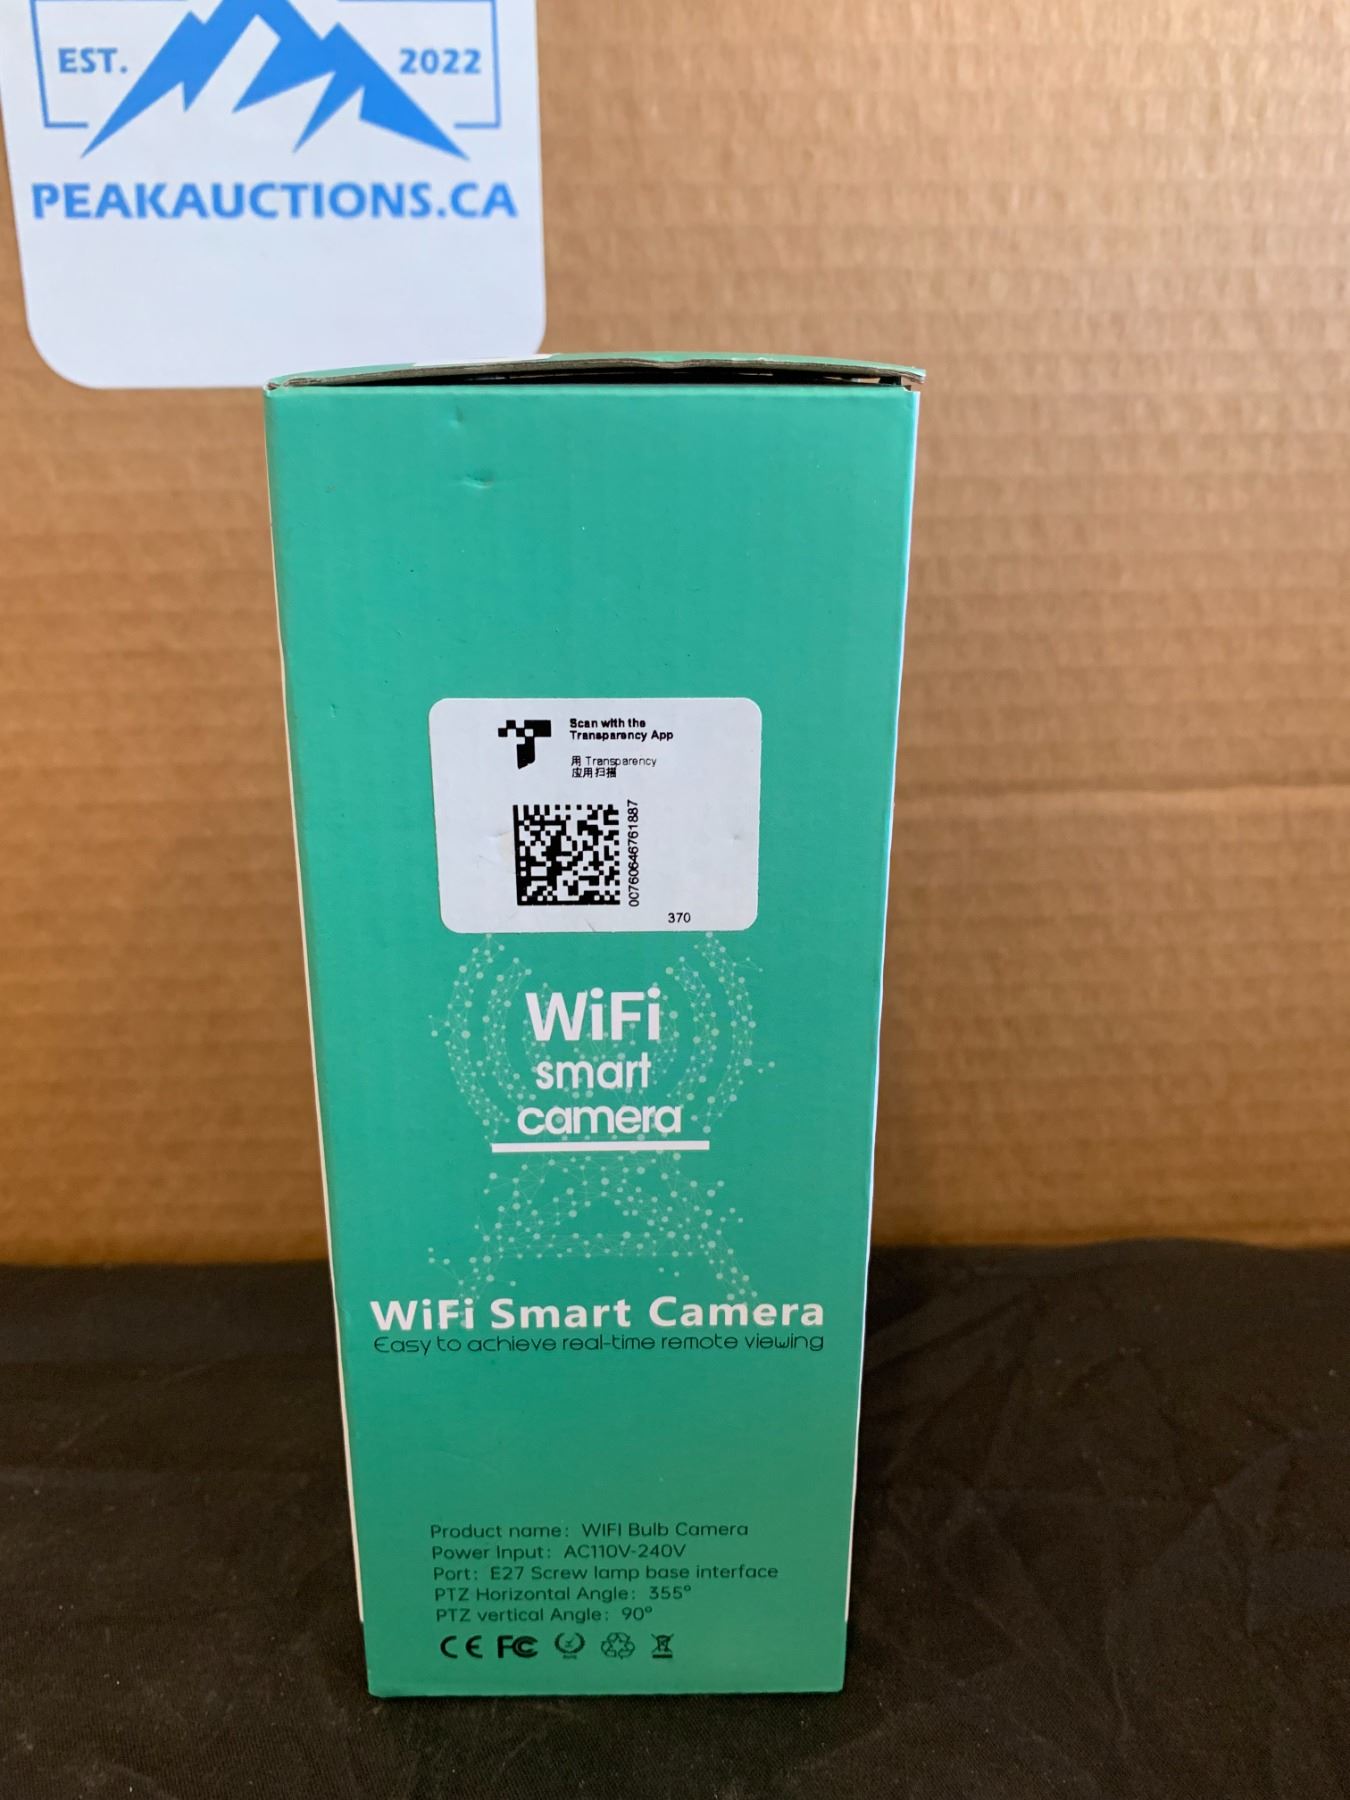 EST. 2022
PEAKAUCTIONS.CA
Scan with the
Transparency App
用 Transparency
应用扫描
0076064676188​7
370
WiFi
smart
camera
WiFi Smart Camera
Easy to achieve real-time remote viewing
Product name: WIFI Bulb Camera
Power Input: AC110V-240V
Port: E27 Screw lamp base interface
PTZ Horizontal Angle: 355°
PTZ vertical Angle: 90°
CE FC